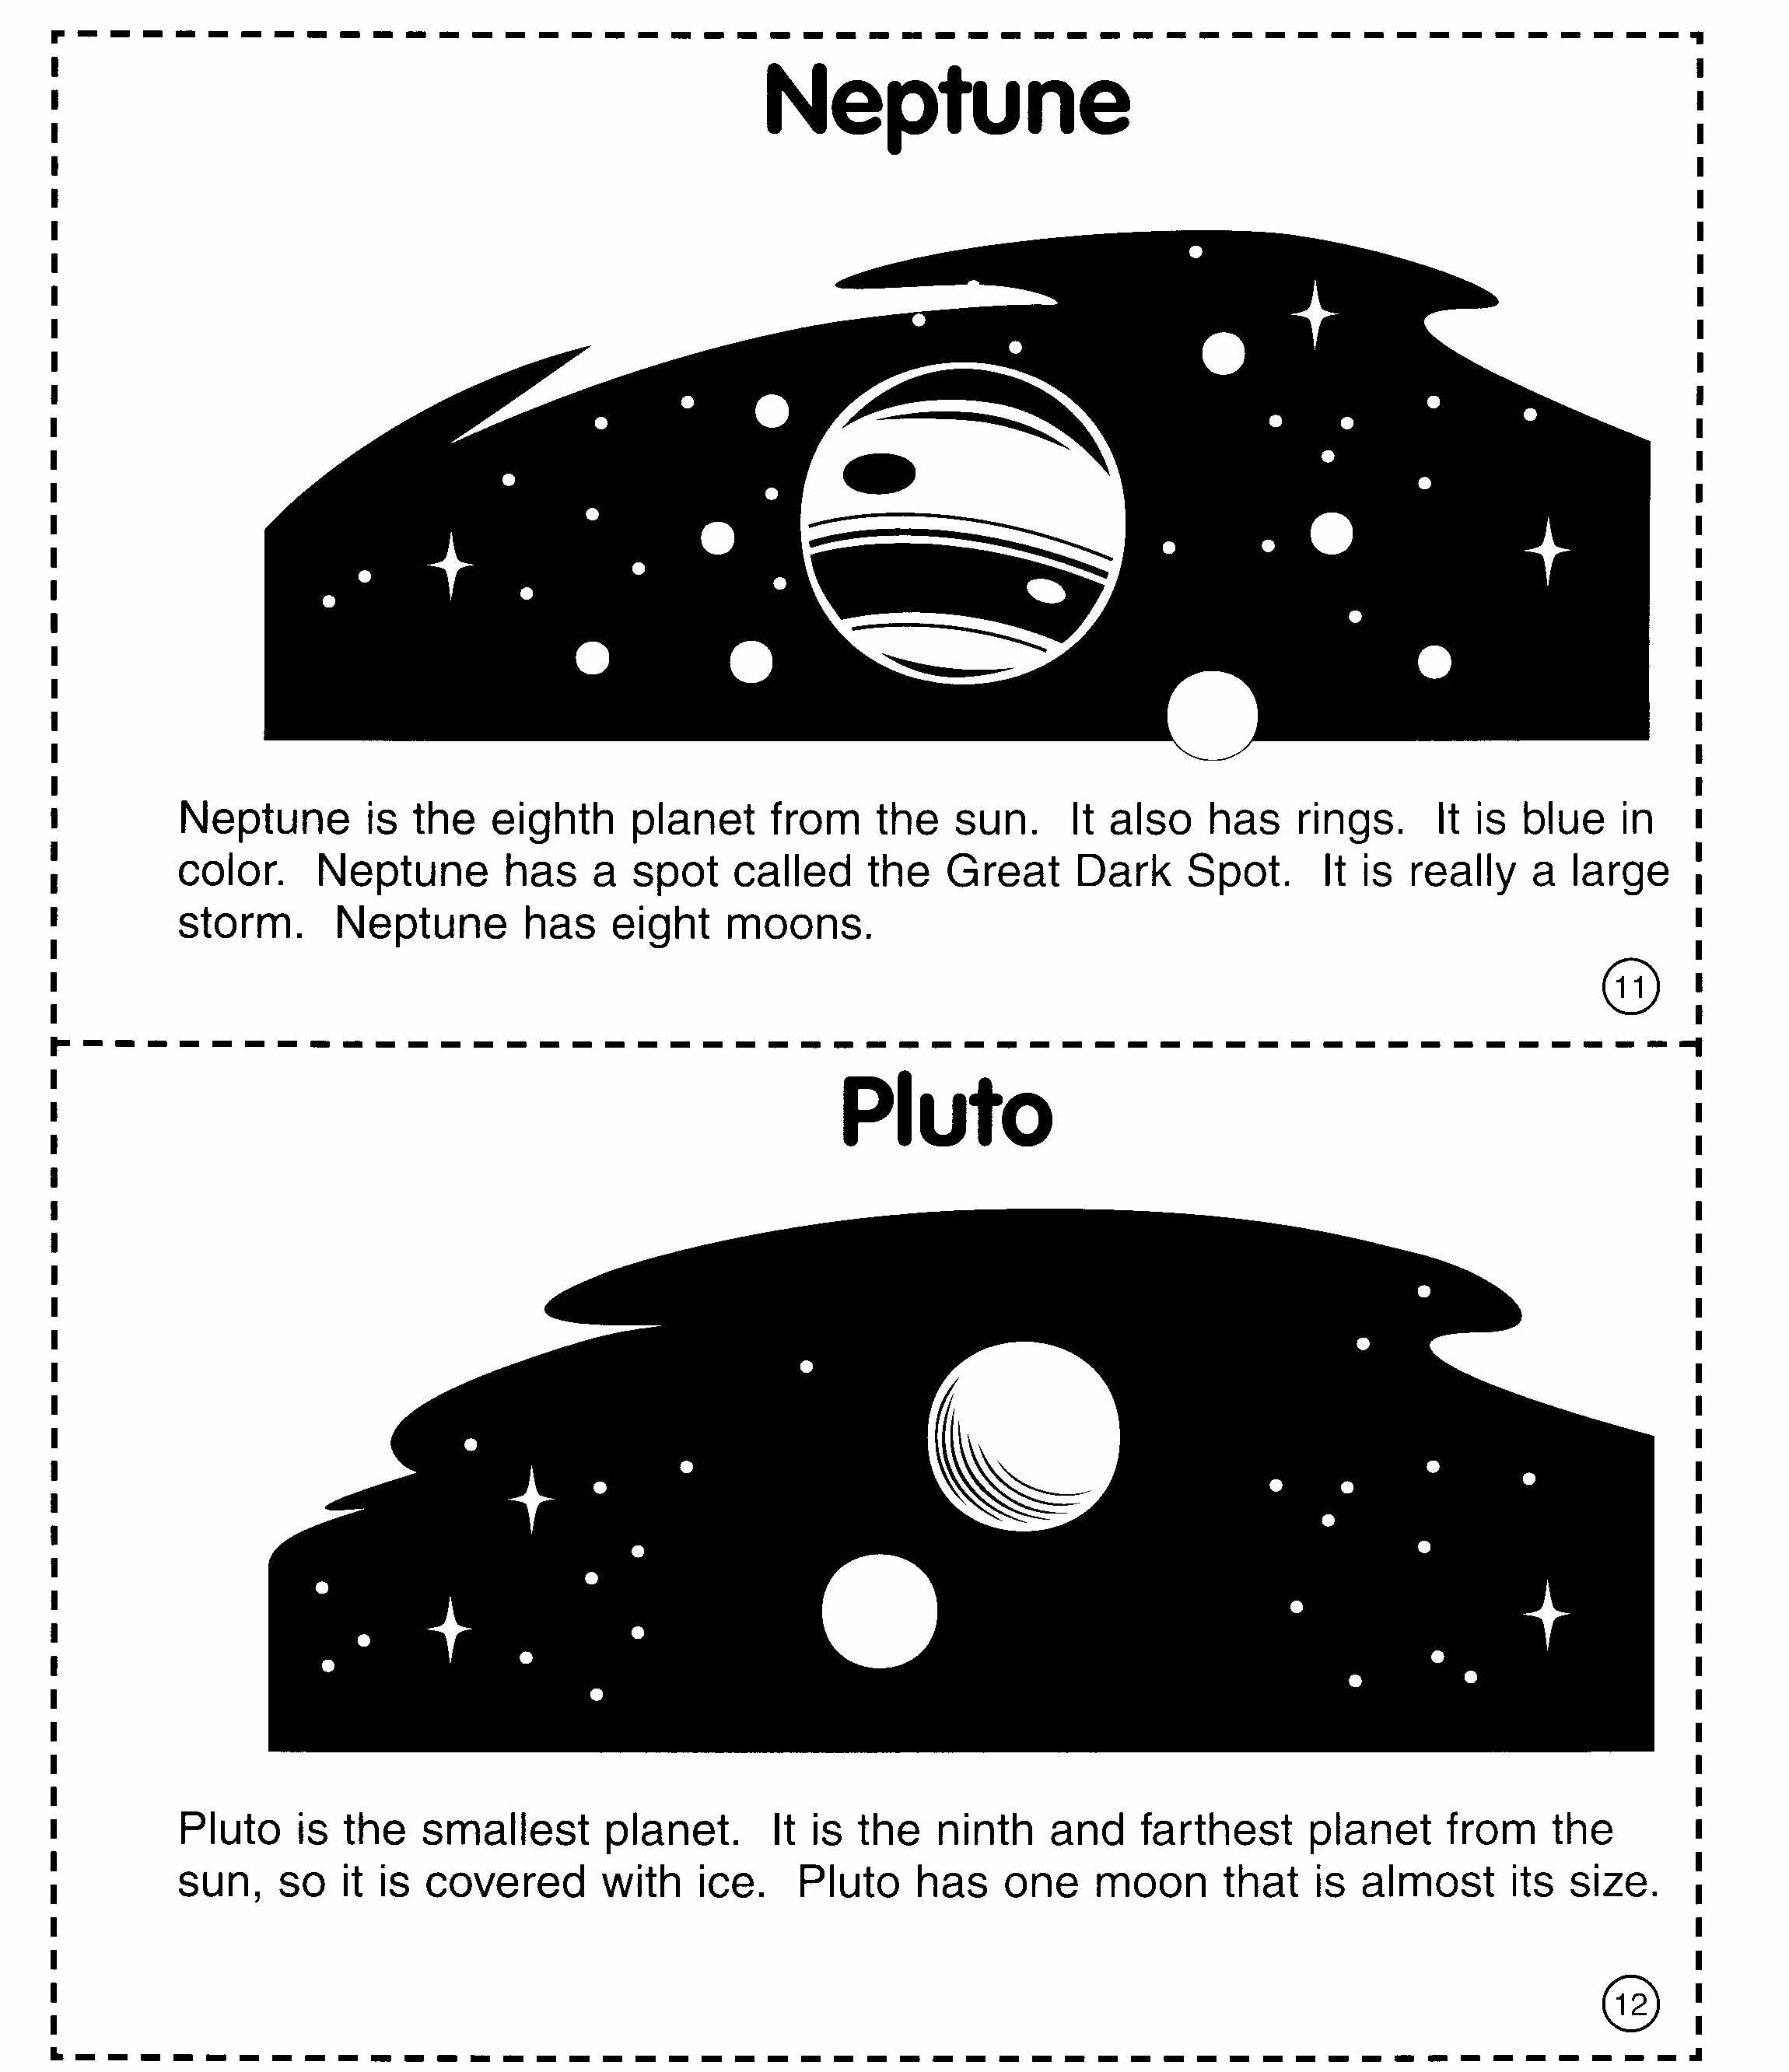 Neptune
Neptune is the eighth planet from the sun. It also has rings. It is blue in
color. Neptune has a spot called the Great Dark Spot. It is really a large
storm. Neptune has eight moons.
11
Pluto
Pluto is the smallest planet. It is the ninth and farthest planet from the
sun, so it is covered with ice. Pluto has one moon that is almost its size.
12